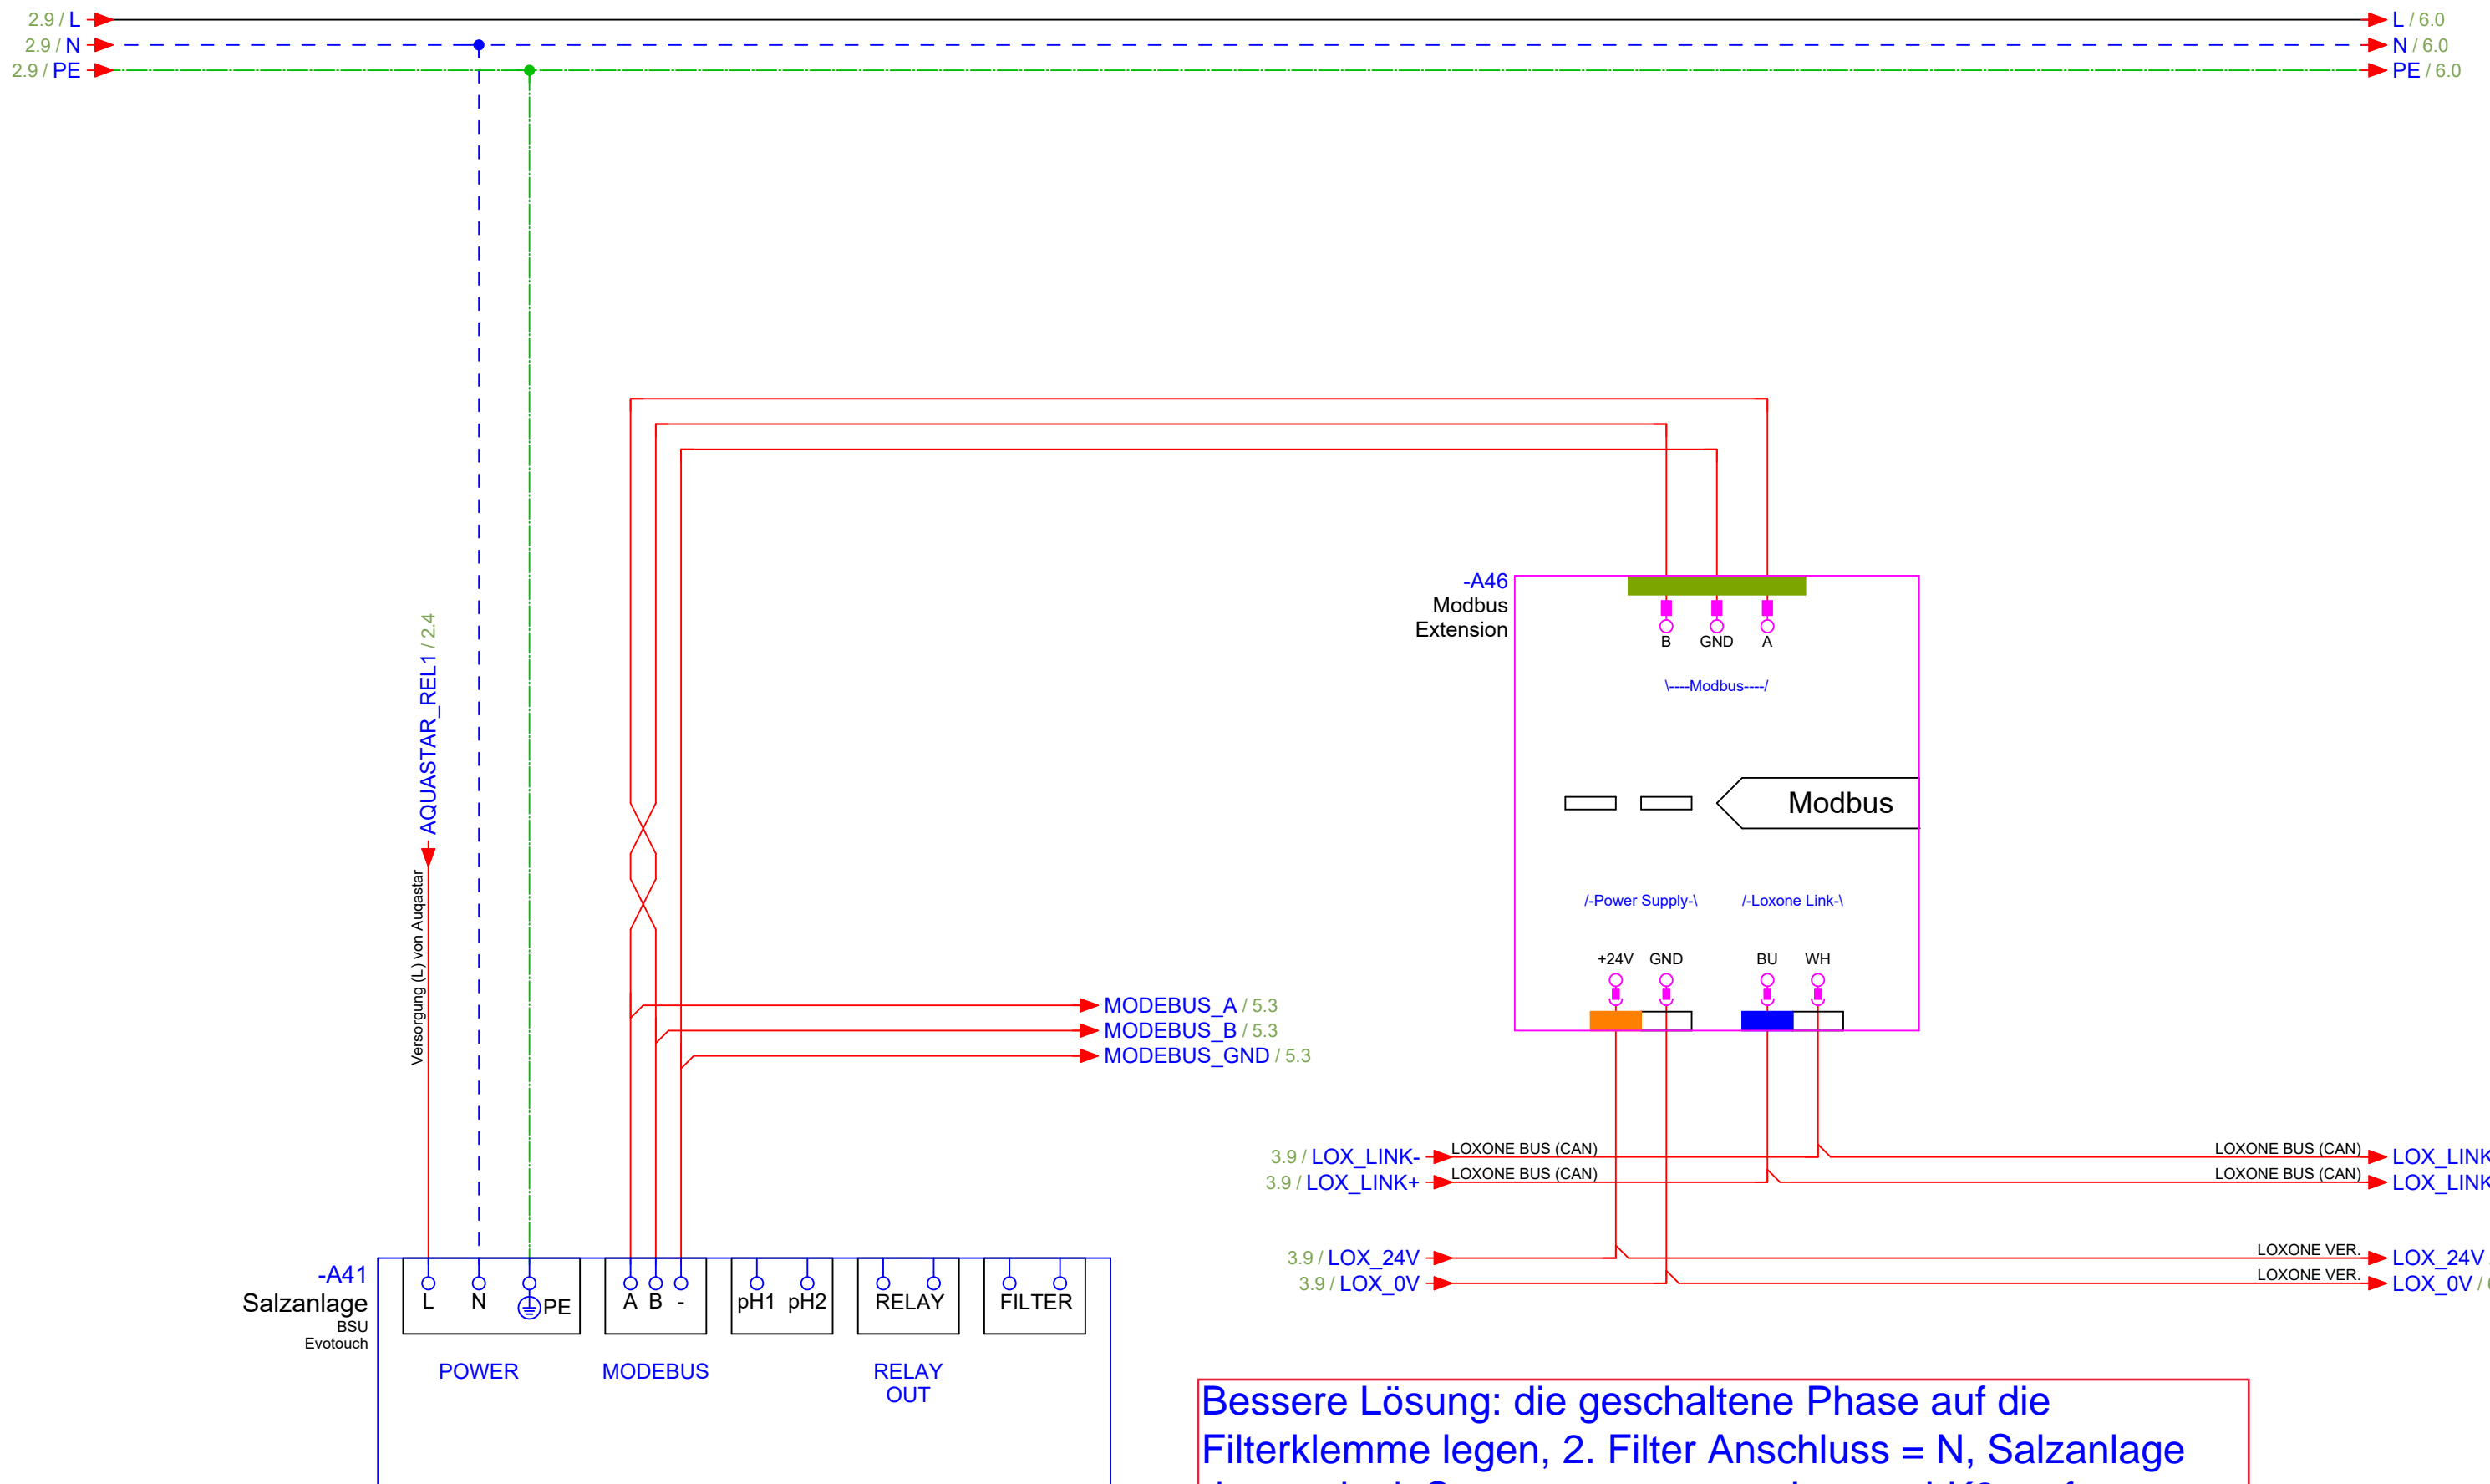 2.9 / L
L / 6.0
2.9 / N
N / 6.0
2.9 / PE
PE / 6.0
AQUASTAR_REL1 / 2.4
Versorgung (L) von Auqastar
-A46
Modbus
Extension
B GND A
\----Modbus----/
Modbus
/-Power Supply-\ /-Loxone Link-\
+24V GND BU WH
MODEBUS_A / 5.3
MODEBUS_B / 5.3
MODEBUS_GND / 5.3
3.9 / LOX_LINK- LOXONE BUS (CAN) LOXONE BUS (CAN) LOX_LINK
3.9 / LOX_LINK+ LOXONE BUS (CAN) LOXONE BUS (CAN) LOX_LINK
3.9 / LOX_24V LOXONE VER. LOX_24V
3.9 / LOX_0V LOXONE VER. LOX_0V /
-A41
Salzanlage
BSU
Evotouch
L N PE A B - pH1 pH2 RELAY FILTER
POWER MODEBUS RELAY
OUT
Bessere Lösung: die geschaltene Phase auf die
Filterklemme legen, 2. Filter Anschluss = N, Salzanlage